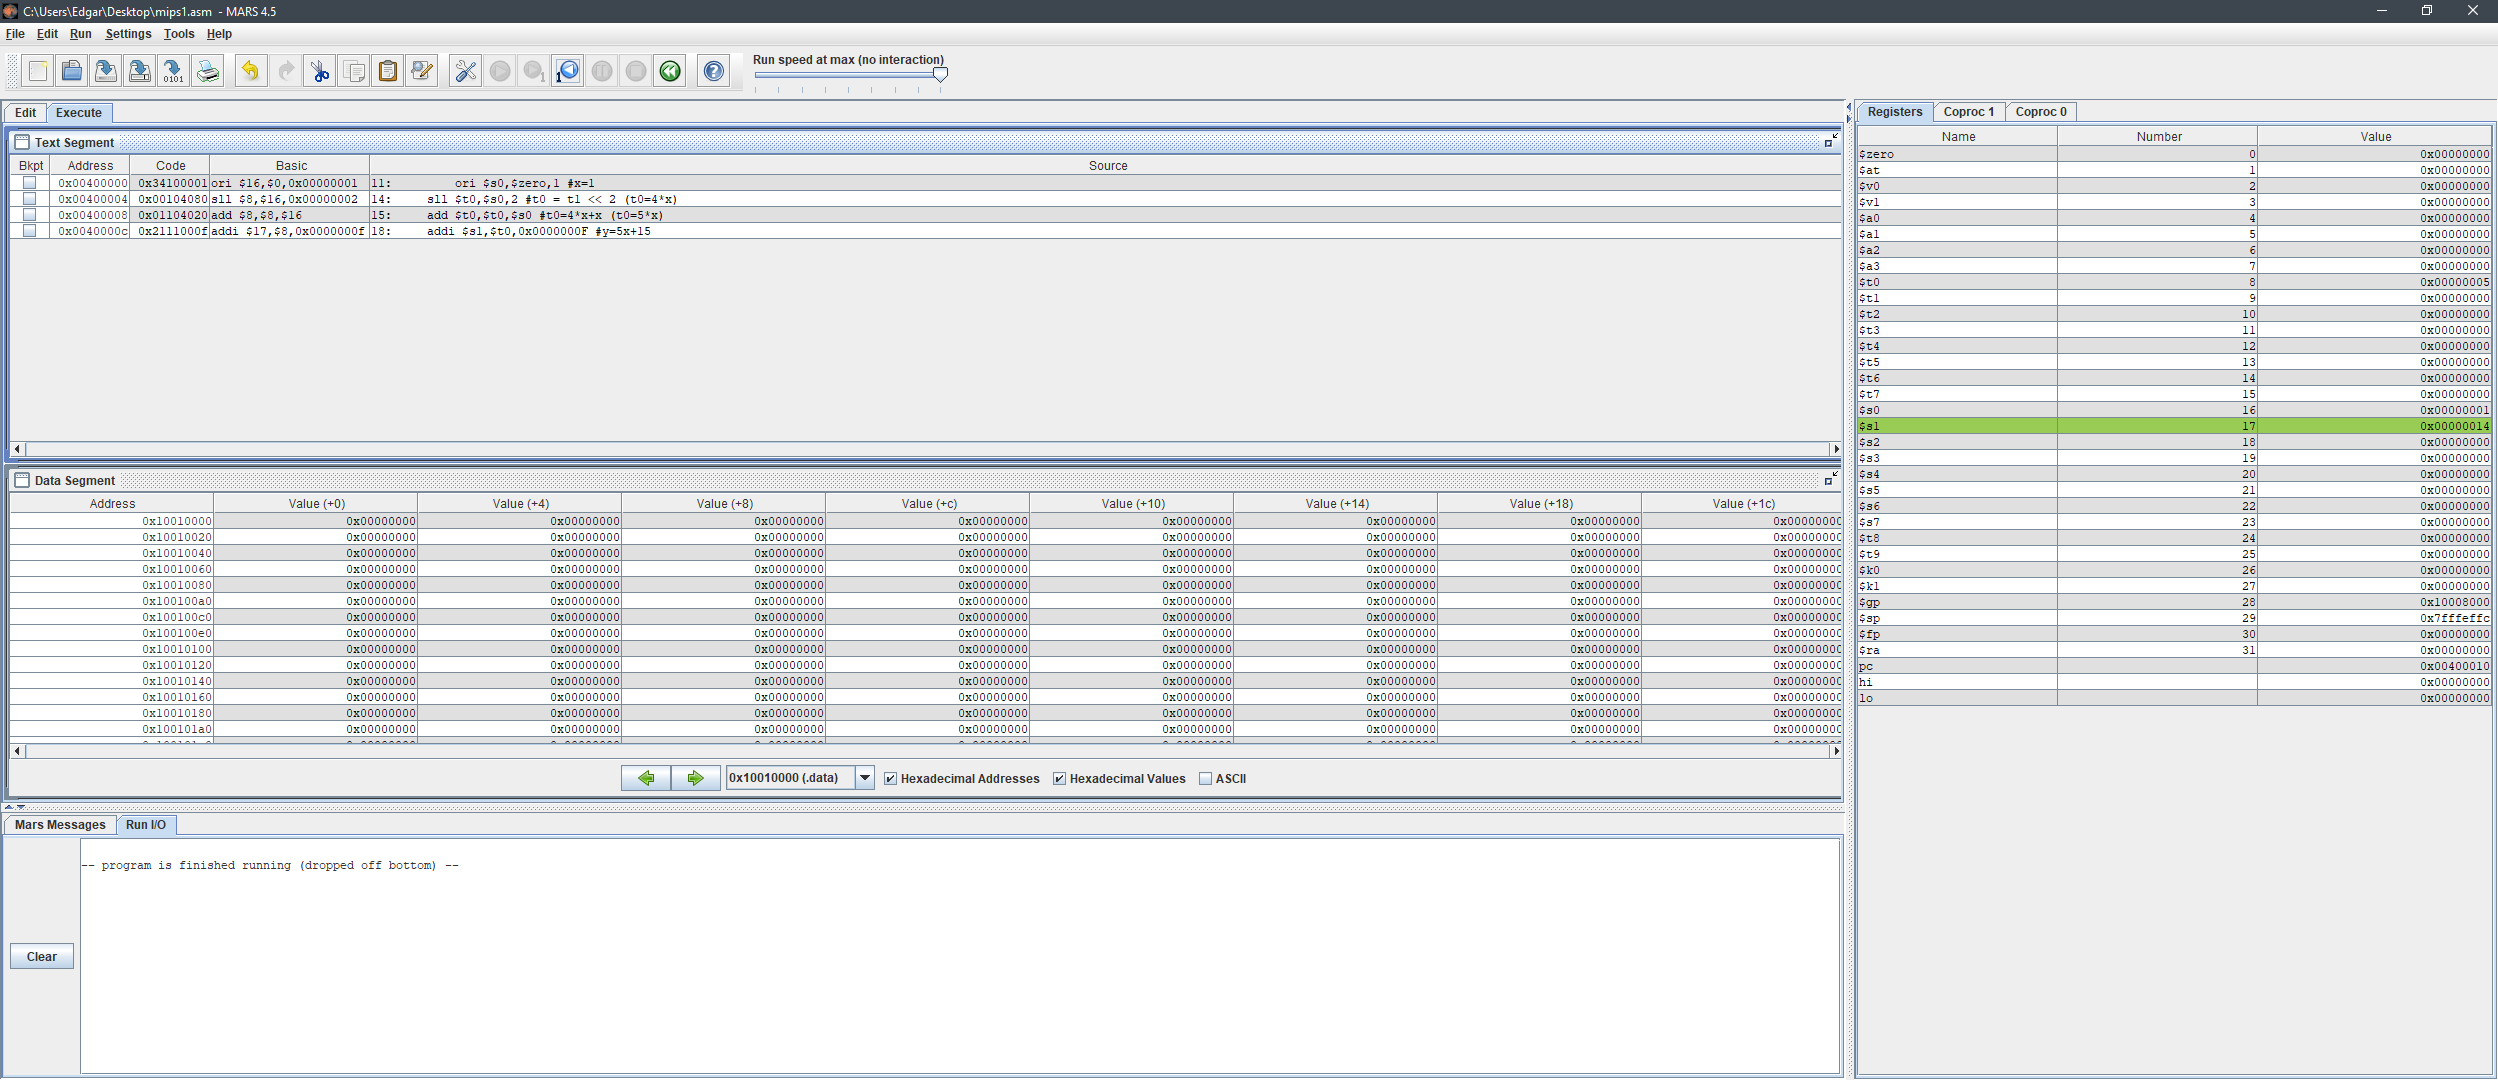 C:\Users\Edgar\Desktop\mips1.asm - MARS 4.5
File Edit Run Settings Tools Help
Run speed at max (no interaction)
Edit Execute
Text Segment
Bkpt Address Code Basic Source
0x00400000 0x34100001 ori $16,$0,0x00000001 11: ori $s0,$zero,1 #x=1
0x00400004 0x00104080 sll $8,$16,0x00000002 14: sll $t0,$s0,2 #t0 = t1 << 2 (t0=4*x)
0x00400008 0x01104020 add $8,$8,$16 15: add $t0,$t0,$s0 #t0=4*x+x (t0=5*x)
0x0040000c 0x2111000f addi $17,$8,0x0000000f 18: addi $s1,$t0,0x0000000F #y=5x+15
Data Segment
Address Value (+0) Value (+4) Value (+8) Value (+c) Value (+10) Value (+14) Value (+18) Value (+1c)
0x10010000 0x00000000 0x00000000 0x00000000 0x00000000 0x00000000 0x00000000 0x00000000 0x00000000
0x10010020 0x00000000 0x00000000 0x00000000 0x00000000 0x00000000 0x00000000 0x00000000 0x00000000
0x10010040 0x00000000 0x00000000 0x00000000 0x00000000 0x00000000 0x00000000 0x00000000 0x00000000
0x10010060 0x00000000 0x00000000 0x00000000 0x00000000 0x00000000 0x00000000 0x00000000 0x00000000
0x10010080 0x00000000 0x00000000 0x00000000 0x00000000 0x00000000 0x00000000 0x00000000 0x00000000
0x100100a0 0x00000000 0x00000000 0x00000000 0x00000000 0x00000000 0x00000000 0x00000000 0x00000000
0x100100c0 0x00000000 0x00000000 0x00000000 0x00000000 0x00000000 0x00000000 0x00000000 0x00000000
0x100100e0 0x00000000 0x00000000 0x00000000 0x00000000 0x00000000 0x00000000 0x00000000 0x00000000
0x10010100 0x00000000 0x00000000 0x00000000 0x00000000 0x00000000 0x00000000 0x00000000 0x00000000
0x10010120 0x00000000 0x00000000 0x00000000 0x00000000 0x00000000 0x00000000 0x00000000 0x00000000
0x10010140 0x00000000 0x00000000 0x00000000 0x00000000 0x00000000 0x00000000 0x00000000 0x00000000
0x10010160 0x00000000 0x00000000 0x00000000 0x00000000 0x00000000 0x00000000 0x00000000 0x00000000
0x10010180 0x00000000 0x00000000 0x00000000 0x00000000 0x00000000 0x00000000 0x00000000 0x00000000
0x100101a0 0x00000000 0x00000000 0x00000000 0x00000000 0x00000000 0x00000000 0x00000000 0x00000000
0x10010000 (.data) Hexadecimal Addresses Hexadecimal Values ASCII
Mars Messages Run I/O
-- program is finished running (dropped off bottom) --
Clear
Registers Coproc 1 Coproc 0
Name Number Value
$zero 0 0x00000000
$at 1 0x00000000
$v0 2 0x00000000
$v1 3 0x00000000
$a0 4 0x00000000
$a1 5 0x00000000
$a2 6 0x00000000
$a3 7 0x00000000
$t0 8 0x00000005
$t1 9 0x00000000
$t2 10 0x00000000
$t3 11 0x00000000
$t4 12 0x00000000
$t5 13 0x00000000
$t6 14 0x00000000
$t7 15 0x00000000
$s0 16 0x00000001
$s1 17 0x00000014
$s2 18 0x00000000
$s3 19 0x00000000
$s4 20 0x00000000
$s5 21 0x00000000
$s6 22 0x00000000
$s7 23 0x00000000
$t8 24 0x00000000
$t9 25 0x00000000
$k0 26 0x00000000
$k1 27 0x00000000
$gp 28 0x10008000
$sp 29 0x7fffeffc
$fp 30 0x00000000
$ra 31 0x00000000
pc 0x00400010
hi 0x00000000
lo 0x00000000